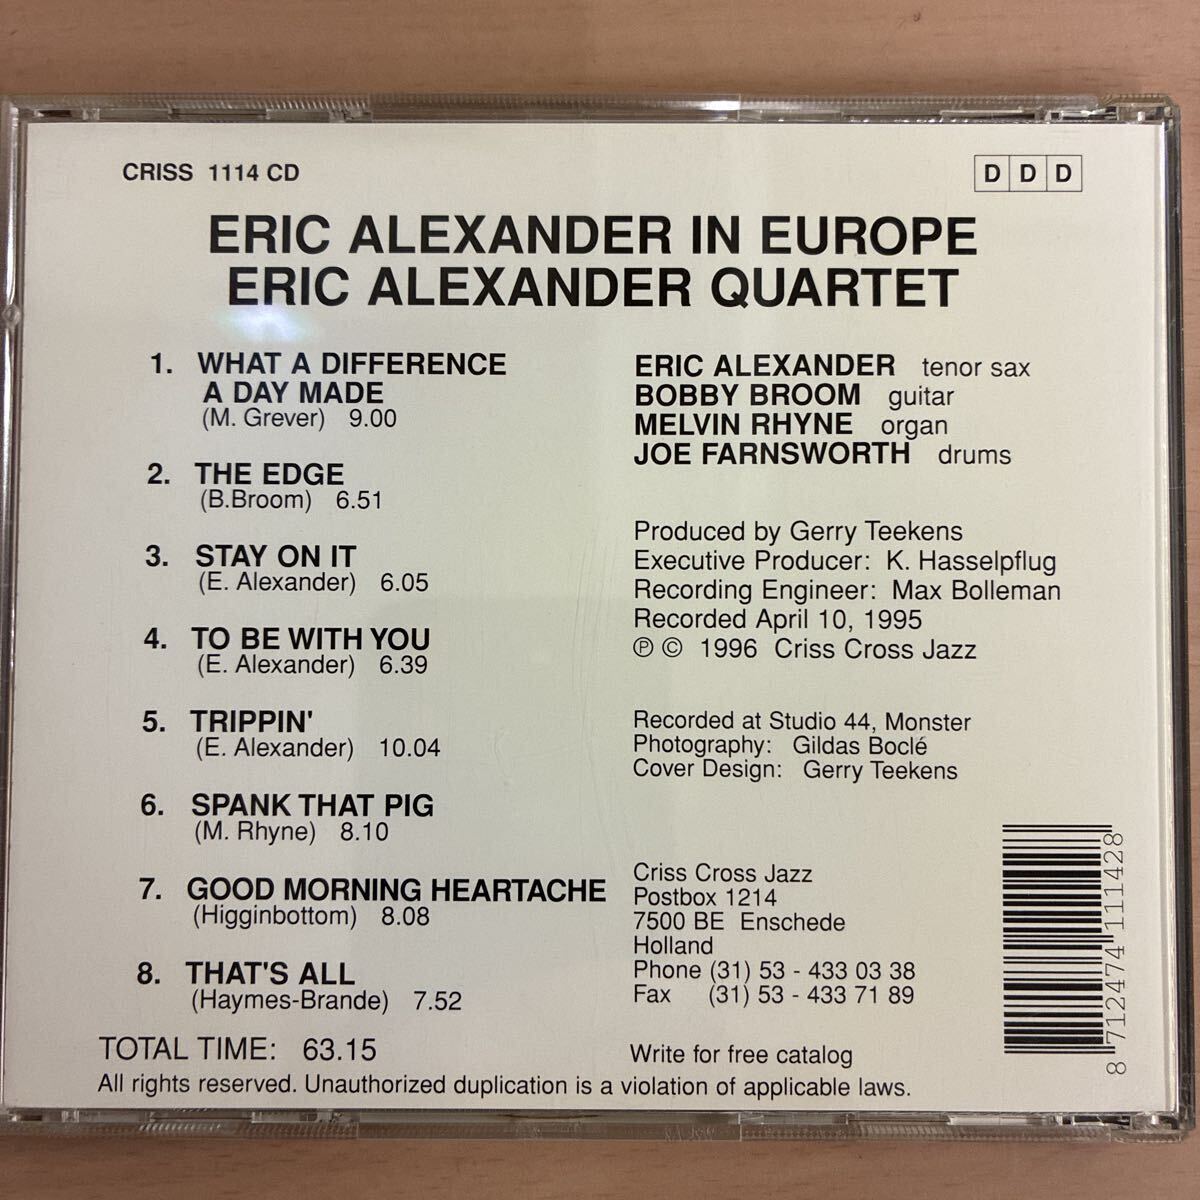 CRISS 1114 CD
D D D
ERIC ALEXANDER IN EUROPE
ERIC ALEXANDER QUARTET
1. WHAT A DIFFERENCE
A DAY MADE
(M. Grever) 9.00
2. THE EDGE
(B.Broom) 6.51
3. STAY ON IT
(E. Alexander) 6.05
4. TO BE WITH YOU
(E. Alexander) 6.39
5. TRIPPIN'
(E. Alexander) 10.04
6. SPANK THAT PIG
(M. Rhyne) 8.10
7. GOOD MORNING HEARTACHE
(Higginbottom) 8.08
8. THAT'S ALL
(Haymes-Brande) 7.52
TOTAL TIME: 63.15
ERIC ALEXANDER tenor sax
BOBBY BROOM guitar
MELVIN RHYNE organ
JOE FARNSWORTH drums
Produced by Gerry Teekens
Executive Producer: K. Hasselpflug
Recording Engineer: Max Bolleman
Recorded April 10, 1995
℗ © 1996 Criss Cross Jazz
Recorded at Studio 44, Monster
Photography: Gildas Boclé
Cover Design: Gerry Teekens
Criss Cross Jazz
Postbox 1214
7500 BE Enschede
Holland
Phone (31) 53 - 433 03 38
Fax (31) 53 - 433 71 89
Write for free catalog
All rights reserved. Unauthorized duplication is a violation of applicable laws.
8 712474 111428